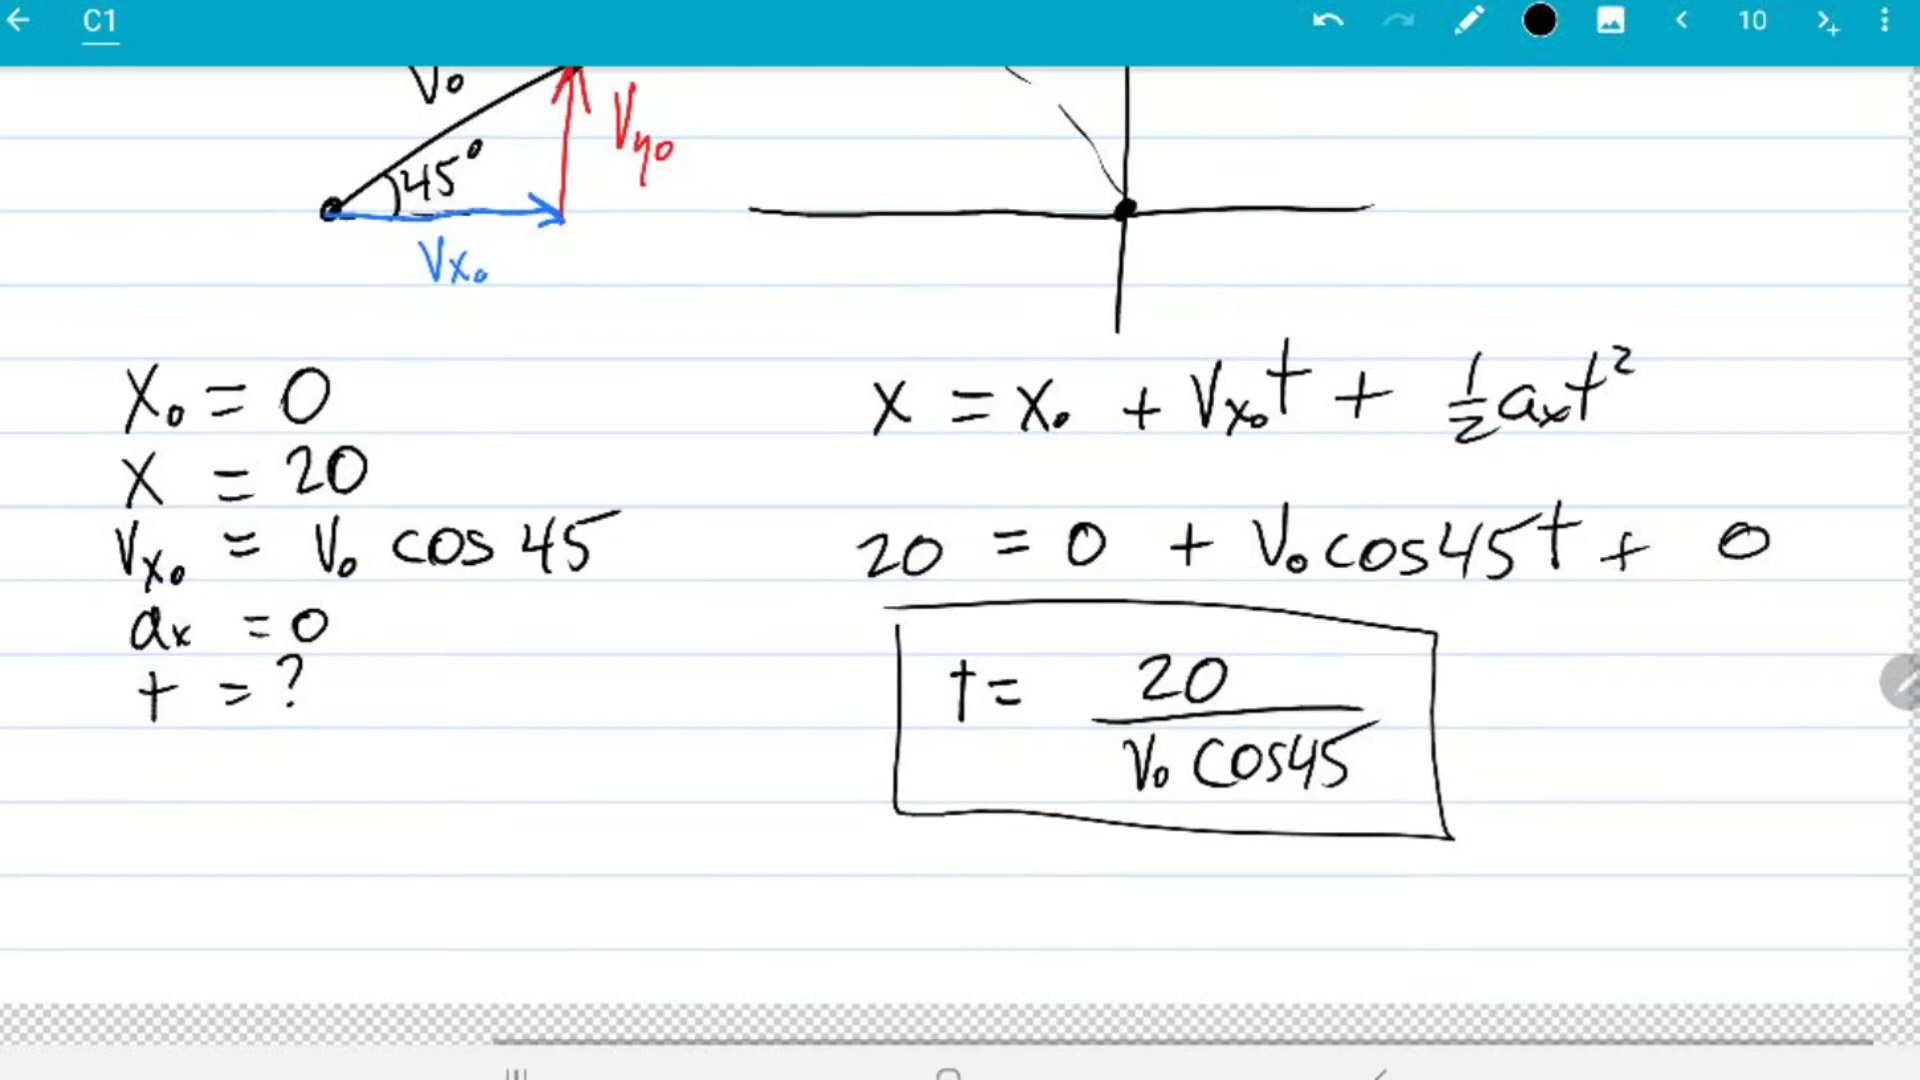 C1
10
V₀
Vy₀
45°
Vx₀
x₀ = 0
x = 20
Vx₀ = V₀ cos 45
ax = 0
t = ?
x = x₀ + Vx₀t + ½axt²
20 = 0 + V₀cos45t + 0
t = 20
V₀ cos45